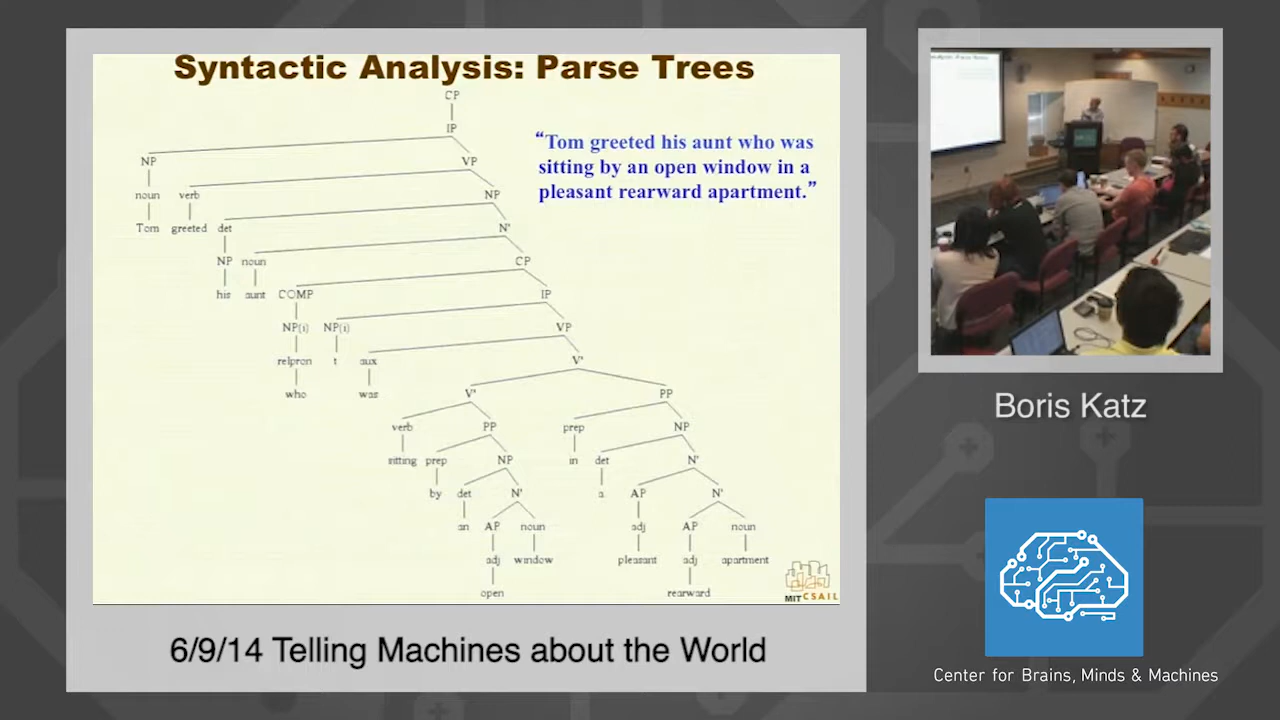 Syntactic Analysis: Parse Trees
CP
IP
“Tom greeted his aunt who was
sitting by an open window in a
pleasant rearward apartment.”
NP VP
noun verb NP
Tom greeted det N'
NP noun CP
his aunt COMP IP
NP(i) NP(i) VP
relpron t aux V'
who was
V' PP
verb PP prep NP
sitting prep NP in det N'
by det N' a AP N'
an AP noun adj AP noun
adj window pleasant adj apartment
open rearward
MIT CSAIL
6/9/14 Telling Machines about the World
Boris Katz
Center for Brains, Minds & Machines